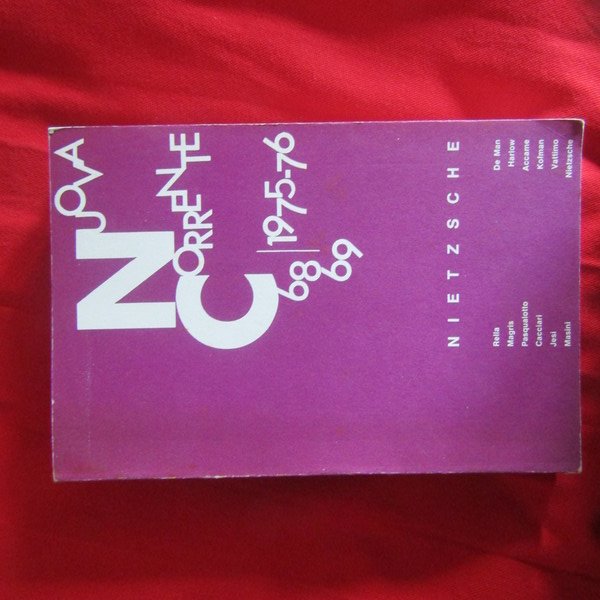 NUOVA
CORRENTE
68 | 1975-76
69
NIETZSCHE
Rella De Man
Magris Harlow
Pasqualotto Accame
Cacciari Kolman
Jesi Vattimo
Masini Nietzsche